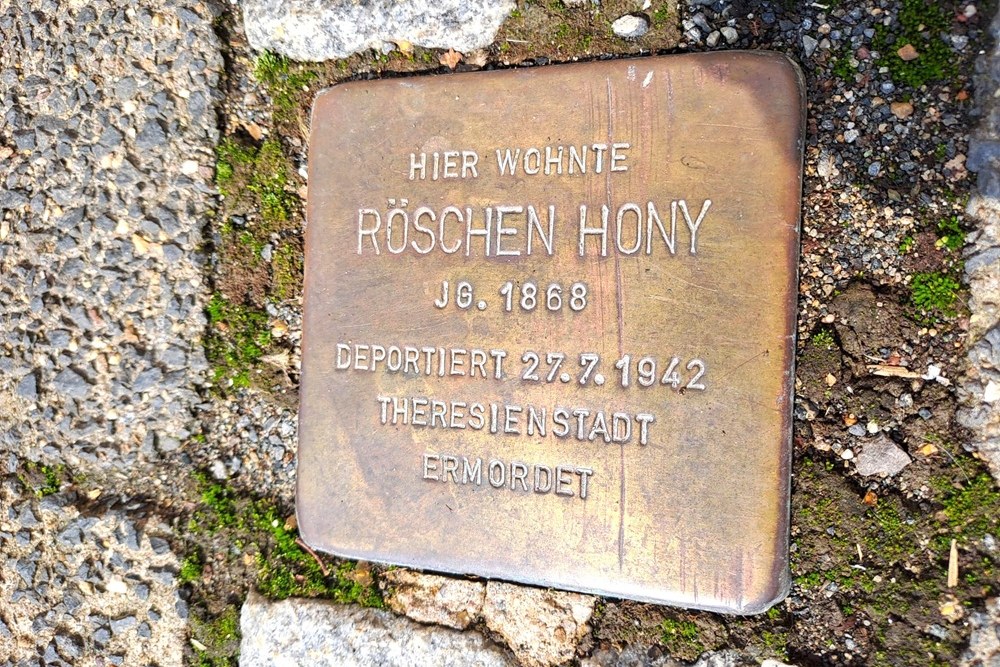 HIER WOHNTE
RÖSCHEN HONY
JG. 1868
DEPORTIERT 27.7.1942
THERESIENSTADT
ERMORDET